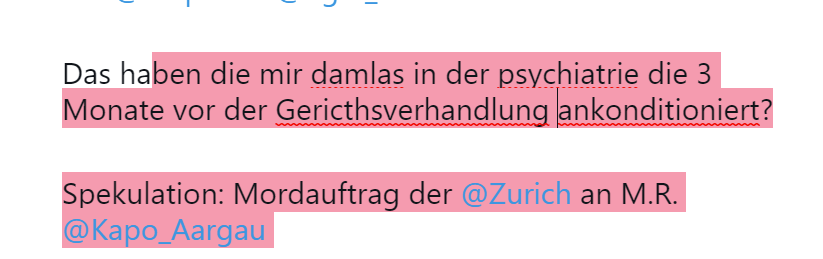 Das haben die mir damlas in der psychiatrie die 3
Monate vor der Gericthsverhandlung ankonditioniert?
Spekulation: Mordauftrag der @Zurich an M.R.
@Kapo_Aargau